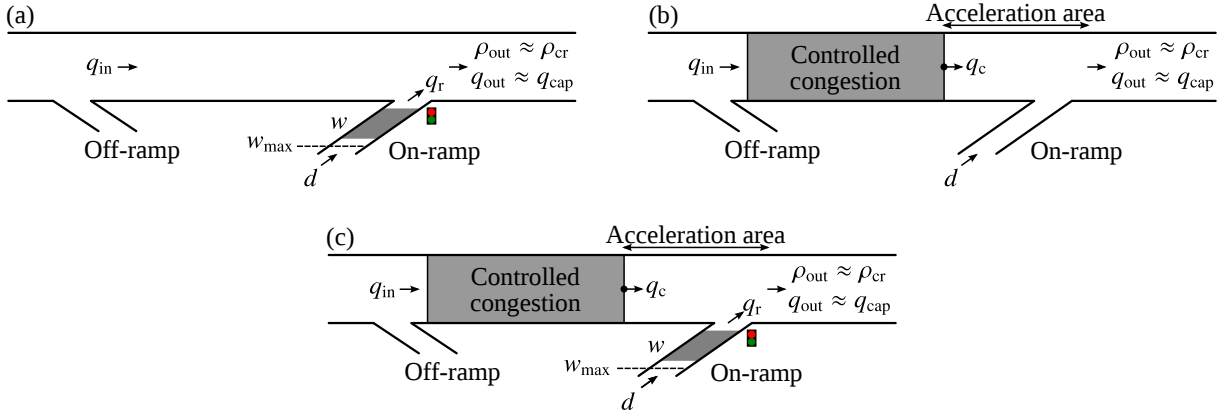 (a)
q_in
ρ_out ≈ ρ_cr
q_out ≈ q_cap
q_r
w
w_max
Off-ramp
On-ramp
d
(b)
Acceleration area
q_in
Controlled
congestion
q_c
ρ_out ≈ ρ_cr
q_out ≈ q_cap
Off-ramp
On-ramp
d
(c)
Acceleration area
q_in
Controlled
congestion
q_c
ρ_out ≈ ρ_cr
q_out ≈ q_cap
q_r
w
w_max
Off-ramp
On-ramp
d